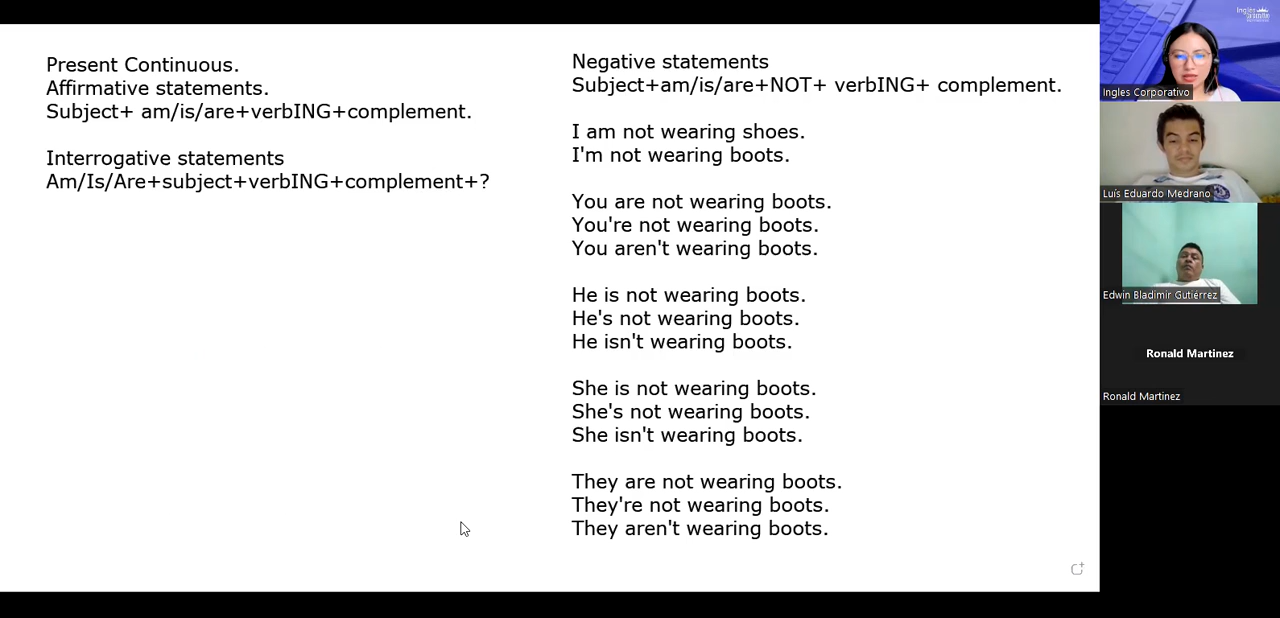 Present Continuous.
Affirmative statements.
Subject+ am/is/are+verbING+complement.
Interrogative statements
Am/Is/Are+subject+verbING+complement+?
Negative statements
Subject+am/is/are+NOT+ verbING+ complement.
I am not wearing shoes.
I'm not wearing boots.
You are not wearing boots.
You're not wearing boots.
You aren't wearing boots.
He is not wearing boots.
He's not wearing boots.
He isn't wearing boots.
She is not wearing boots.
She's not wearing boots.
She isn't wearing boots.
They are not wearing boots.
They're not wearing boots.
They aren't wearing boots.
Ingles
Ingles Corporativo
Luís Eduardo Medrano
Edwin Bladimir Gutiérrez
Ronald Martinez
Ronald Martinez